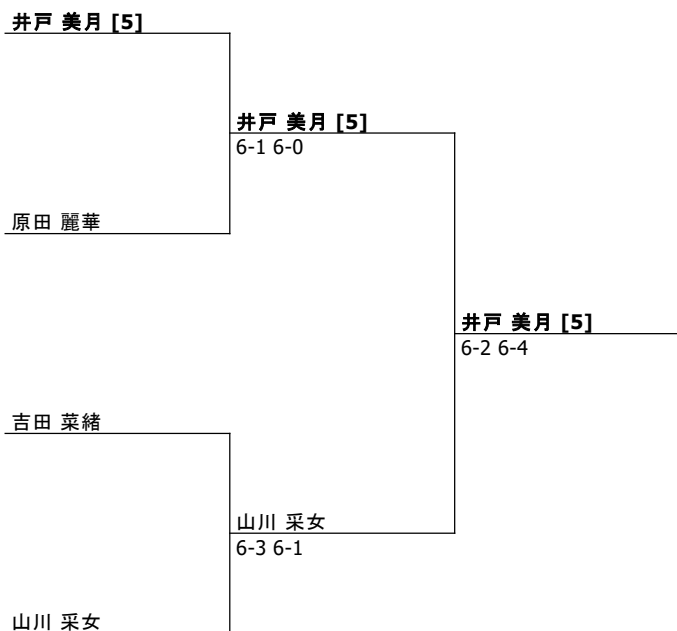 井戸 美月 [5]
井戸 美月 [5]
6-1 6-0
原田 麗華
井戸 美月 [5]
6-2 6-4
吉田 菜緒
山川 采女
6-3 6-1
山川 采女